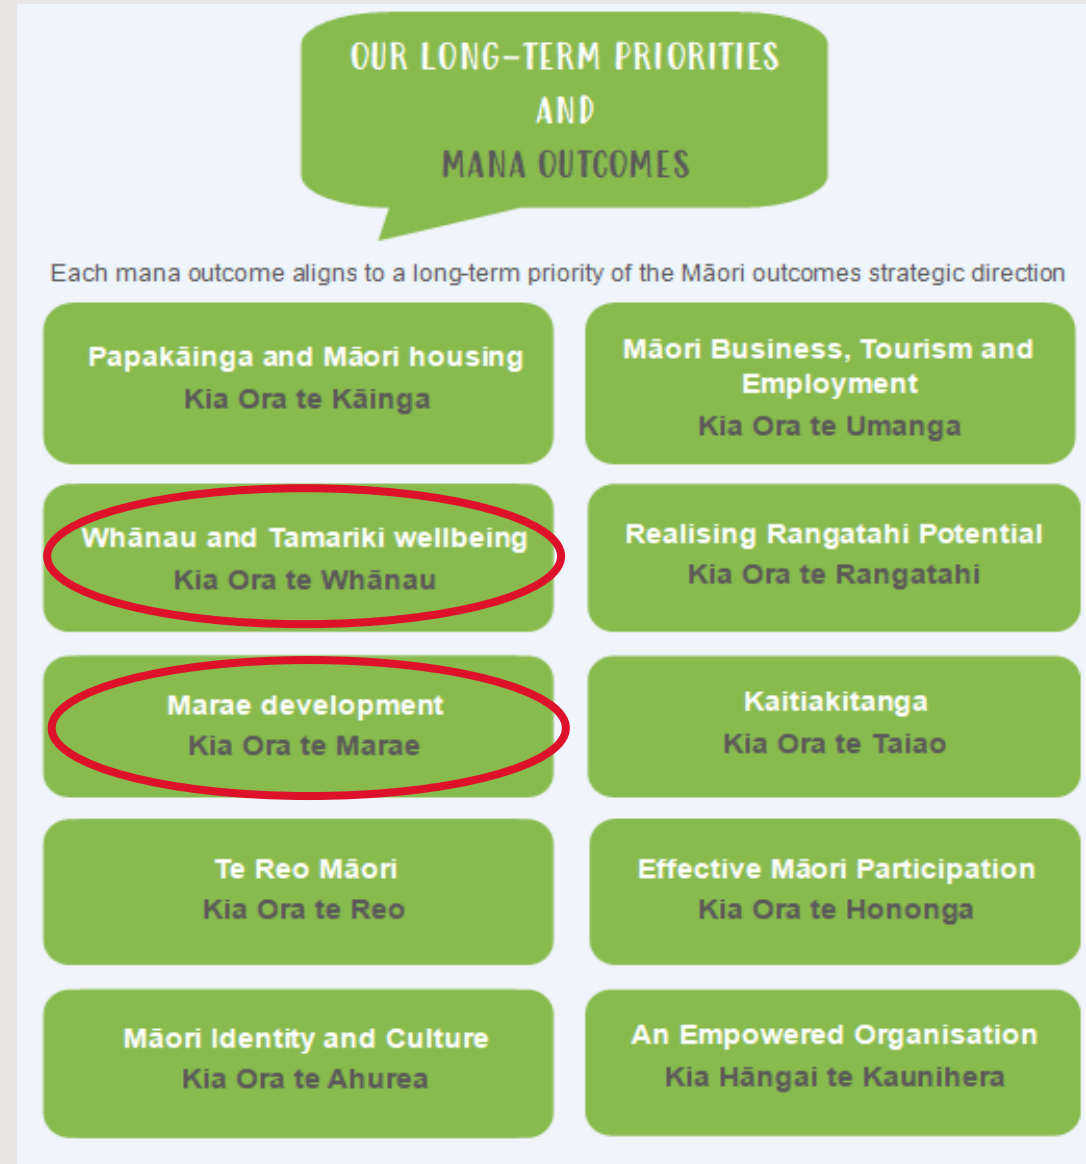 OUR LONG-TERM PRIORITIES
AND
MANA OUTCOMES
Each mana outcome aligns to a long-term priority of the Māori outcomes strategic direction
Papakāinga and Māori housing
Kia Ora te Kāinga
Māori Business, Tourism and
Employment
Kia Ora te Umanga
Whānau and Tamariki wellbeing
Kia Ora te Whānau
Realising Rangatahi Potential
Kia Ora te Rangatahi
Marae development
Kia Ora te Marae
Kaitiakitanga
Kia Ora te Taiao
Te Reo Māori
Kia Ora te Reo
Effective Māori Participation
Kia Ora te Hononga
Māori Identity and Culture
Kia Ora te Ahurea
An Empowered Organisation
Kia Hāngai te Kaunihera